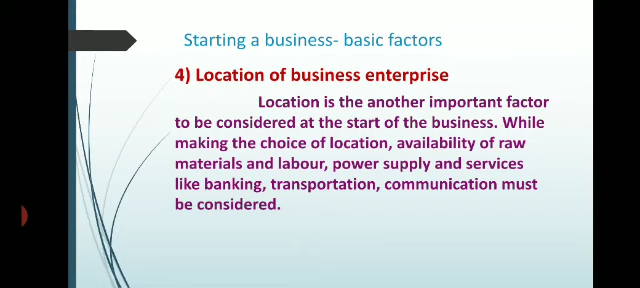 Starting a business- basic factors
4) Location of business enterprise
Location is the another important factor
to be considered at the start of the business. While
making the choice of location, availability of raw
materials and labour, power supply and services
like banking, transportation, communication must
be considered.